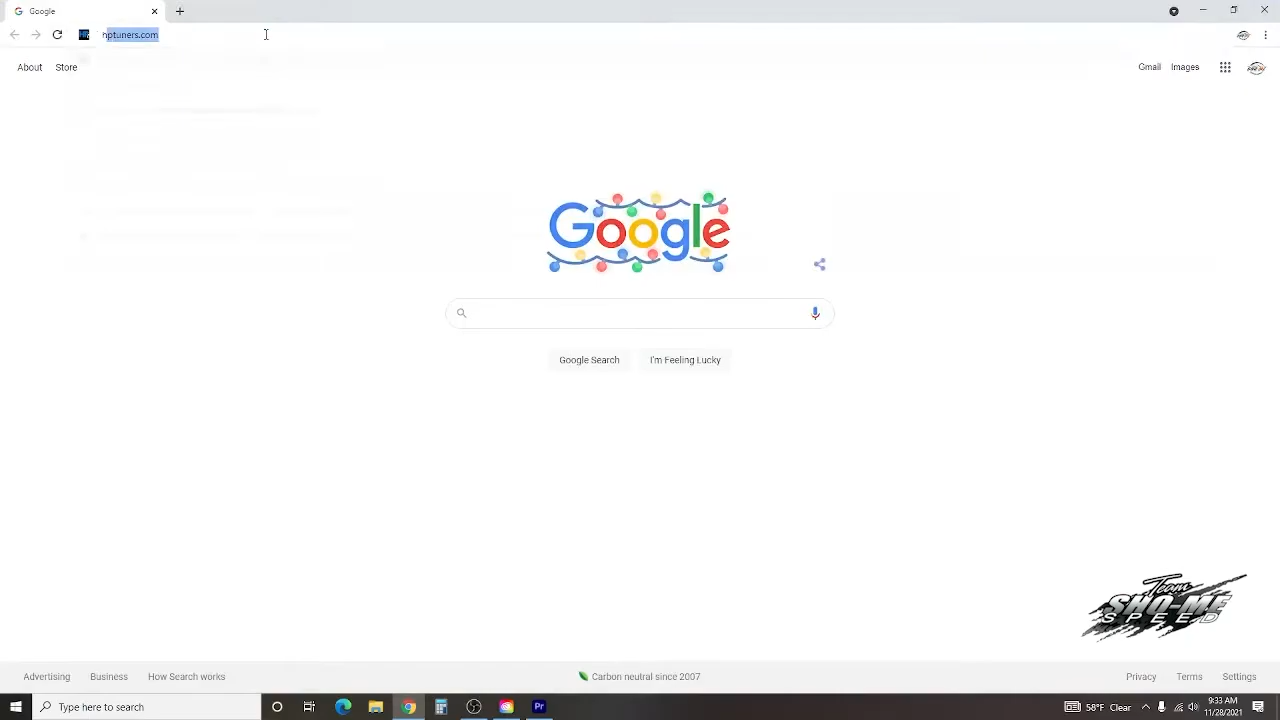 Google
hptuners.com
About Store
Gmail Images
Google
Google Search I'm Feeling Lucky
Team
SHO-ME
SPEED
Advertising Business How Search works
Carbon neutral since 2007
Privacy Terms Settings
Type here to search
Pr
58°F Clear
9:33 AM
11/28/2021